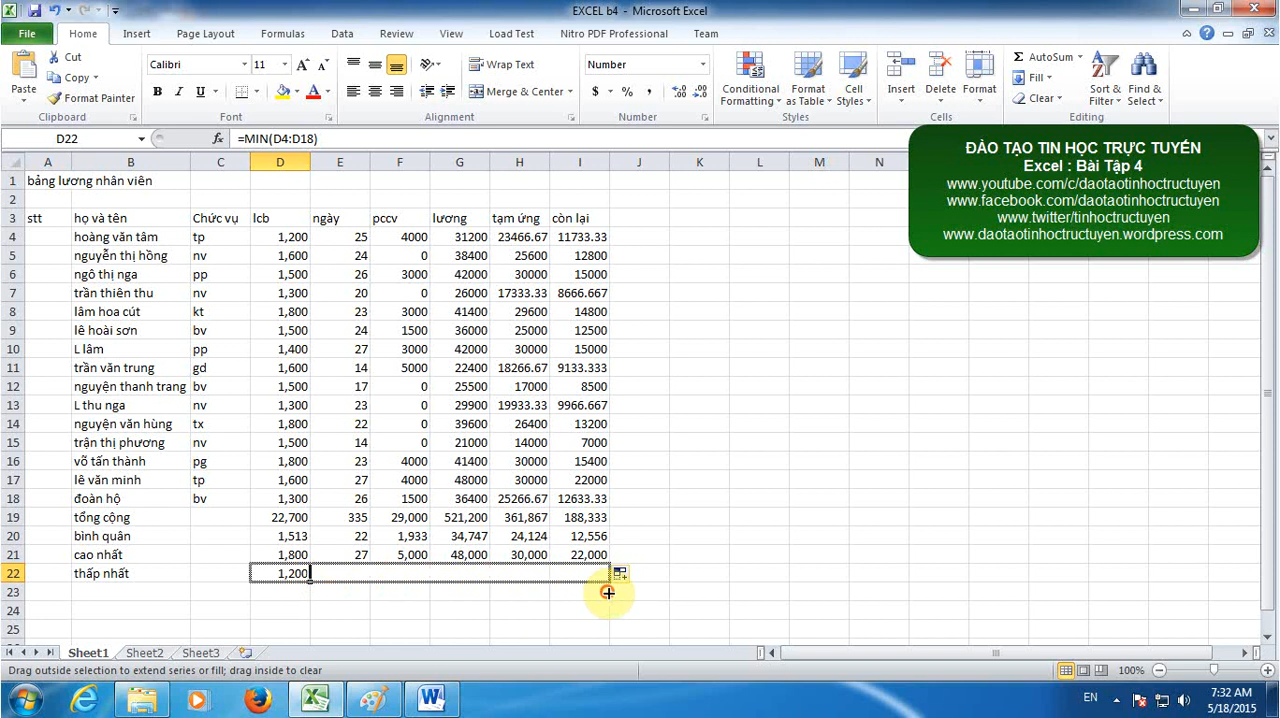 EXCEL b4 - Microsoft Excel
File Home Insert Page Layout Formulas Data Review View Load Test Nitro PDF Professional Team
Cut
Copy
Format Painter
Paste
Clipboard
Calibri 11
B I U
Font
Wrap Text
Merge & Center
Alignment
Number
$ % ,
Number
Conditional Formatting
Format as Table
Cell Styles
Styles
Insert Delete Format
Cells
AutoSum
Fill
Clear
Sort & Filter
Find & Select
Editing
D22 fx =MIN(D4:D18)
ĐÀO TẠO TIN HỌC TRỰC TUYẾN
Excel : Bài Tập 4
www.youtube.com/c/daotaotinhoctructuyen
www.facebook.com/daotaotinhoctructuyen
www.twitter/tinhoctructuyen
www.daotaotinhoctructuyen.wordpress.com
A B C D E F G H I J K L M N
1 bảng lương nhân viên
2
3 stt họ và tên Chức vụ lcb ngày pccv lương tạm ứng còn lại
4 hoàng văn tâm tp 1,200 25 4000 31200 23466.67 11733.33
5 nguyễn thị hồng nv 1,600 24 0 38400 25600 12800
6 ngô thị nga pp 1,500 26 3000 42000 30000 15000
7 trần thiên thu nv 1,300 20 0 26000 17333.33 8666.667
8 lâm hoa cút kt 1,800 23 3000 41400 29600 14800
9 lê hoài sơn bv 1,500 24 1500 36000 25000 12500
10 L lâm pp 1,400 27 3000 42000 30000 15000
11 trần văn trung gd 1,600 14 5000 22400 18266.67 9133.333
12 nguyện thanh trang bv 1,500 17 0 25500 17000 8500
13 L thu nga nv 1,300 23 0 29900 19933.33 9966.667
14 nguyện văn hùng tx 1,800 22 0 39600 26400 13200
15 trận thị phương nv 1,500 14 0 21000 14000 7000
16 võ tấn thành pg 1,800 23 4000 41400 30000 15400
17 lê văn minh tp 1,600 27 4000 48000 30000 22000
18 đoàn hộ bv 1,300 26 1500 36400 25266.67 12633.33
19 tổng cộng 22,700 335 29,000 521,200 361,867 188,333
20 bình quân 1,513 22 1,933 34,747 24,124 12,556
21 cao nhất 1,800 27 5,000 48,000 30,000 22,000
22 thấp nhất 1,200
23
24
25
Sheet1 Sheet2 Sheet3
Drag outside selection to extend series or fill; drag inside to clear
100%
EN
7:32 AM
5/18/2015